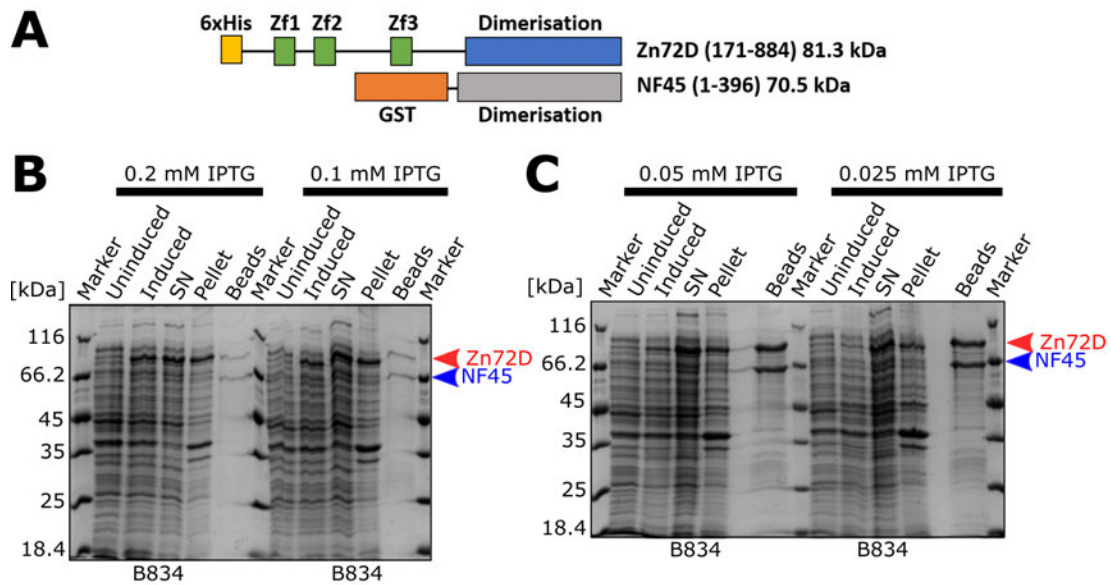 A
6xHis Zf1 Zf2 Zf3 Dimerisation
Zn72D (171-884) 81.3 kDa
NF45 (1-396) 70.5 kDa
GST Dimerisation
B
0.2 mM IPTG 0.1 mM IPTG
Marker Uninduced Induced SN Pellet Beads Marker Uninduced Induced SN Pellet Beads Marker
[kDa]
116
66.2
45
35
25
18.4
Zn72D
NF45
B834 B834
C
0.05 mM IPTG 0.025 mM IPTG
Marker Uninduced Induced SN Pellet Beads Marker Uninduced Induced SN Pellet Beads Marker
[kDa]
116
66.2
45
35
25
18.4
Zn72D
NF45
B834 B834